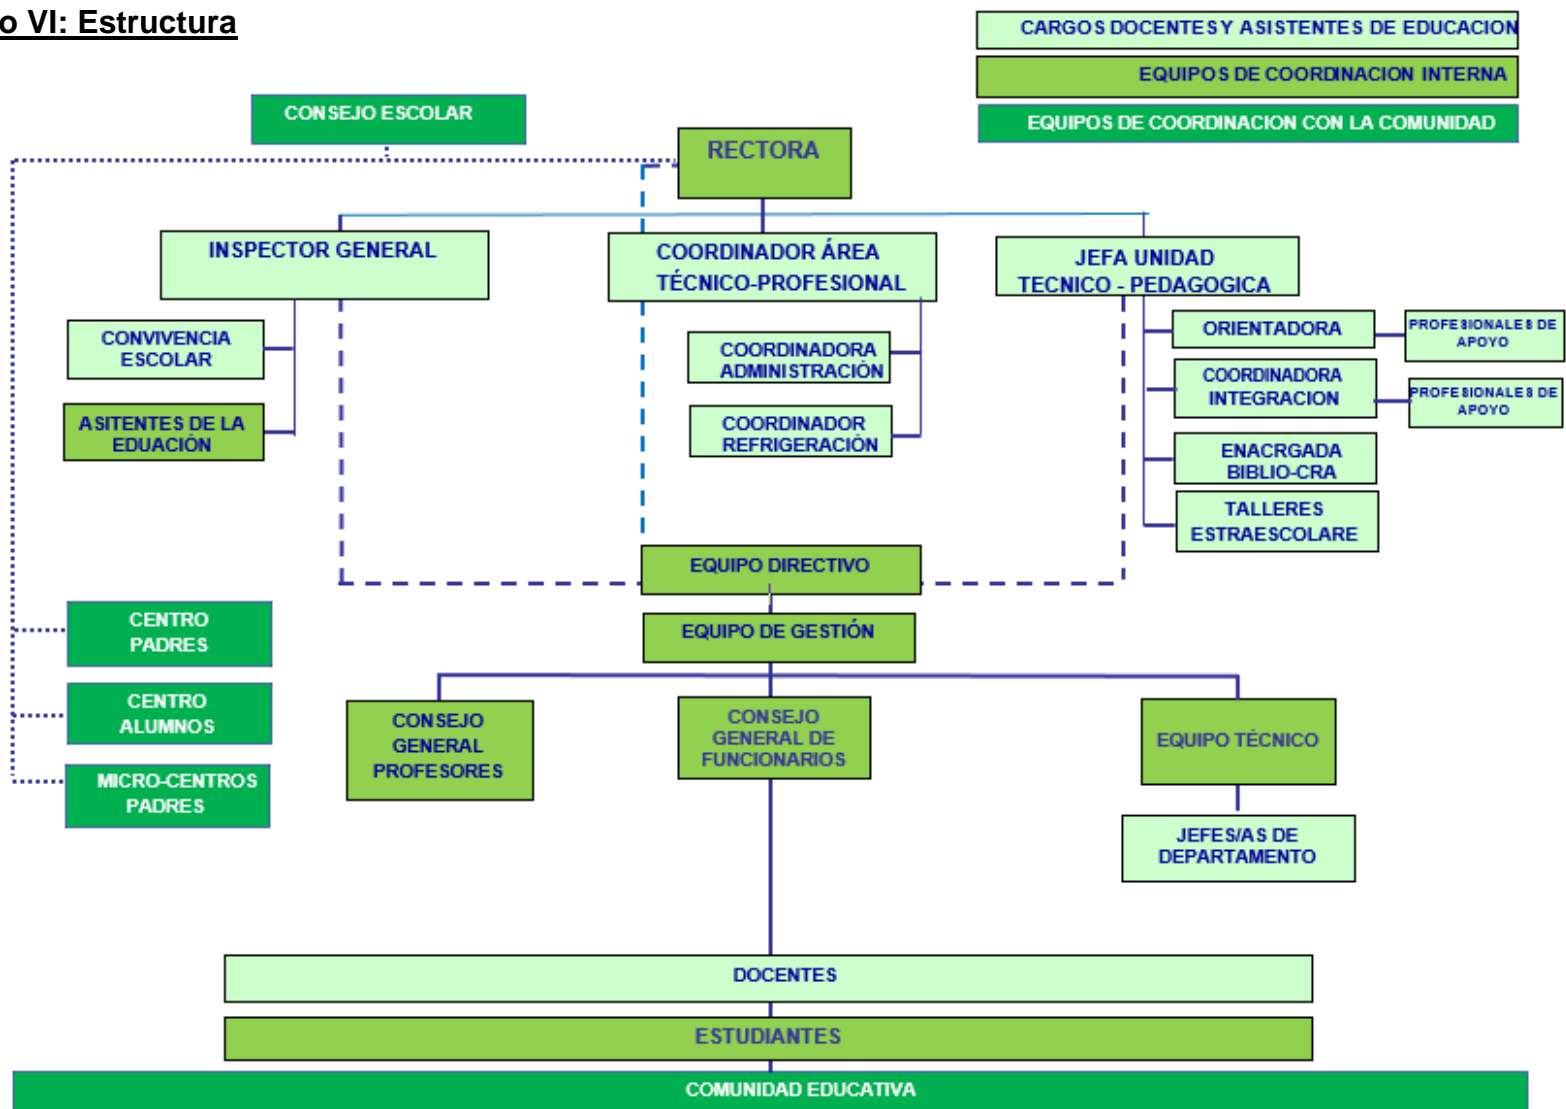 o VI: Estructura
CARGOS DOCENTES Y ASISTENTES DE EDUCACION
EQUIPOS DE COORDINACION INTERNA
EQUIPOS DE COORDINACION CON LA COMUNIDAD
CONSEJO ESCOLAR
RECTORA
INSPECTOR GENERAL
COORDINADOR ÁREA
TÉCNICO-PROFESIONAL
JEFA UNIDAD
TECNICO - PEDAGOGICA
CONVIVENCIA
ESCOLAR
ASITENTES DE LA
EDUACIÓN
COORDINADORA
ADMINISTRACIÓN
COORDINADOR
REFRIGERACIÓN
ORIENTADORA
PROFESIONALES DE
APOYO
COORDINADORA
INTEGRACION
PROFESIONALES DE
APOYO
ENACRGADA
BIBLIO-CRA
TALLERES
ESTRAESCOLARE
EQUIPO DIRECTIVO
EQUIPO DE GESTIÓN
CENTRO
PADRES
CENTRO
ALUMNOS
MICRO-CENTROS
PADRES
CONSEJO
GENERAL
PROFESORES
CONSEJO
GENERAL DE
FUNCIONARIOS
EQUIPO TÉCNICO
JEFES/AS DE
DEPARTAMENTO
DOCENTES
ESTUDIANTES
COMUNIDAD EDUCATIVA